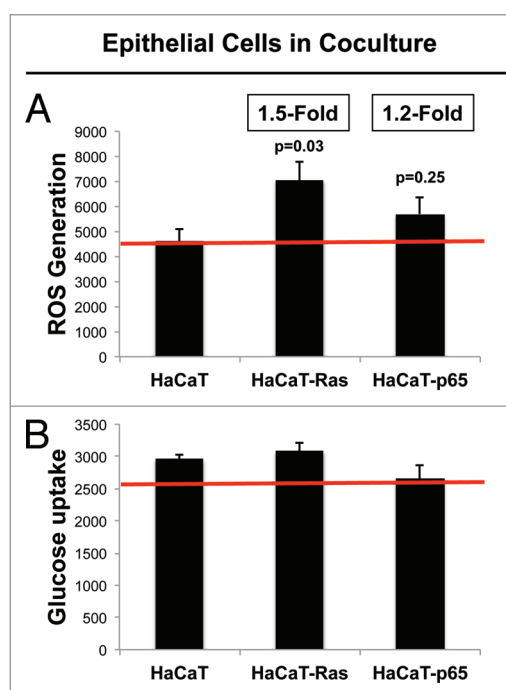 Epithelial Cells in Coculture
A
1.5-Fold
1.2-Fold
p=0.03
p=0.25
ROS Generation
9000
8000
7000
6000
5000
4000
3000
2000
1000
0
HaCaT
HaCaT-Ras
HaCaT-p65
B
Glucose uptake
3500
3000
2500
2000
1500
1000
500
0
HaCaT
HaCaT-Ras
HaCaT-p65